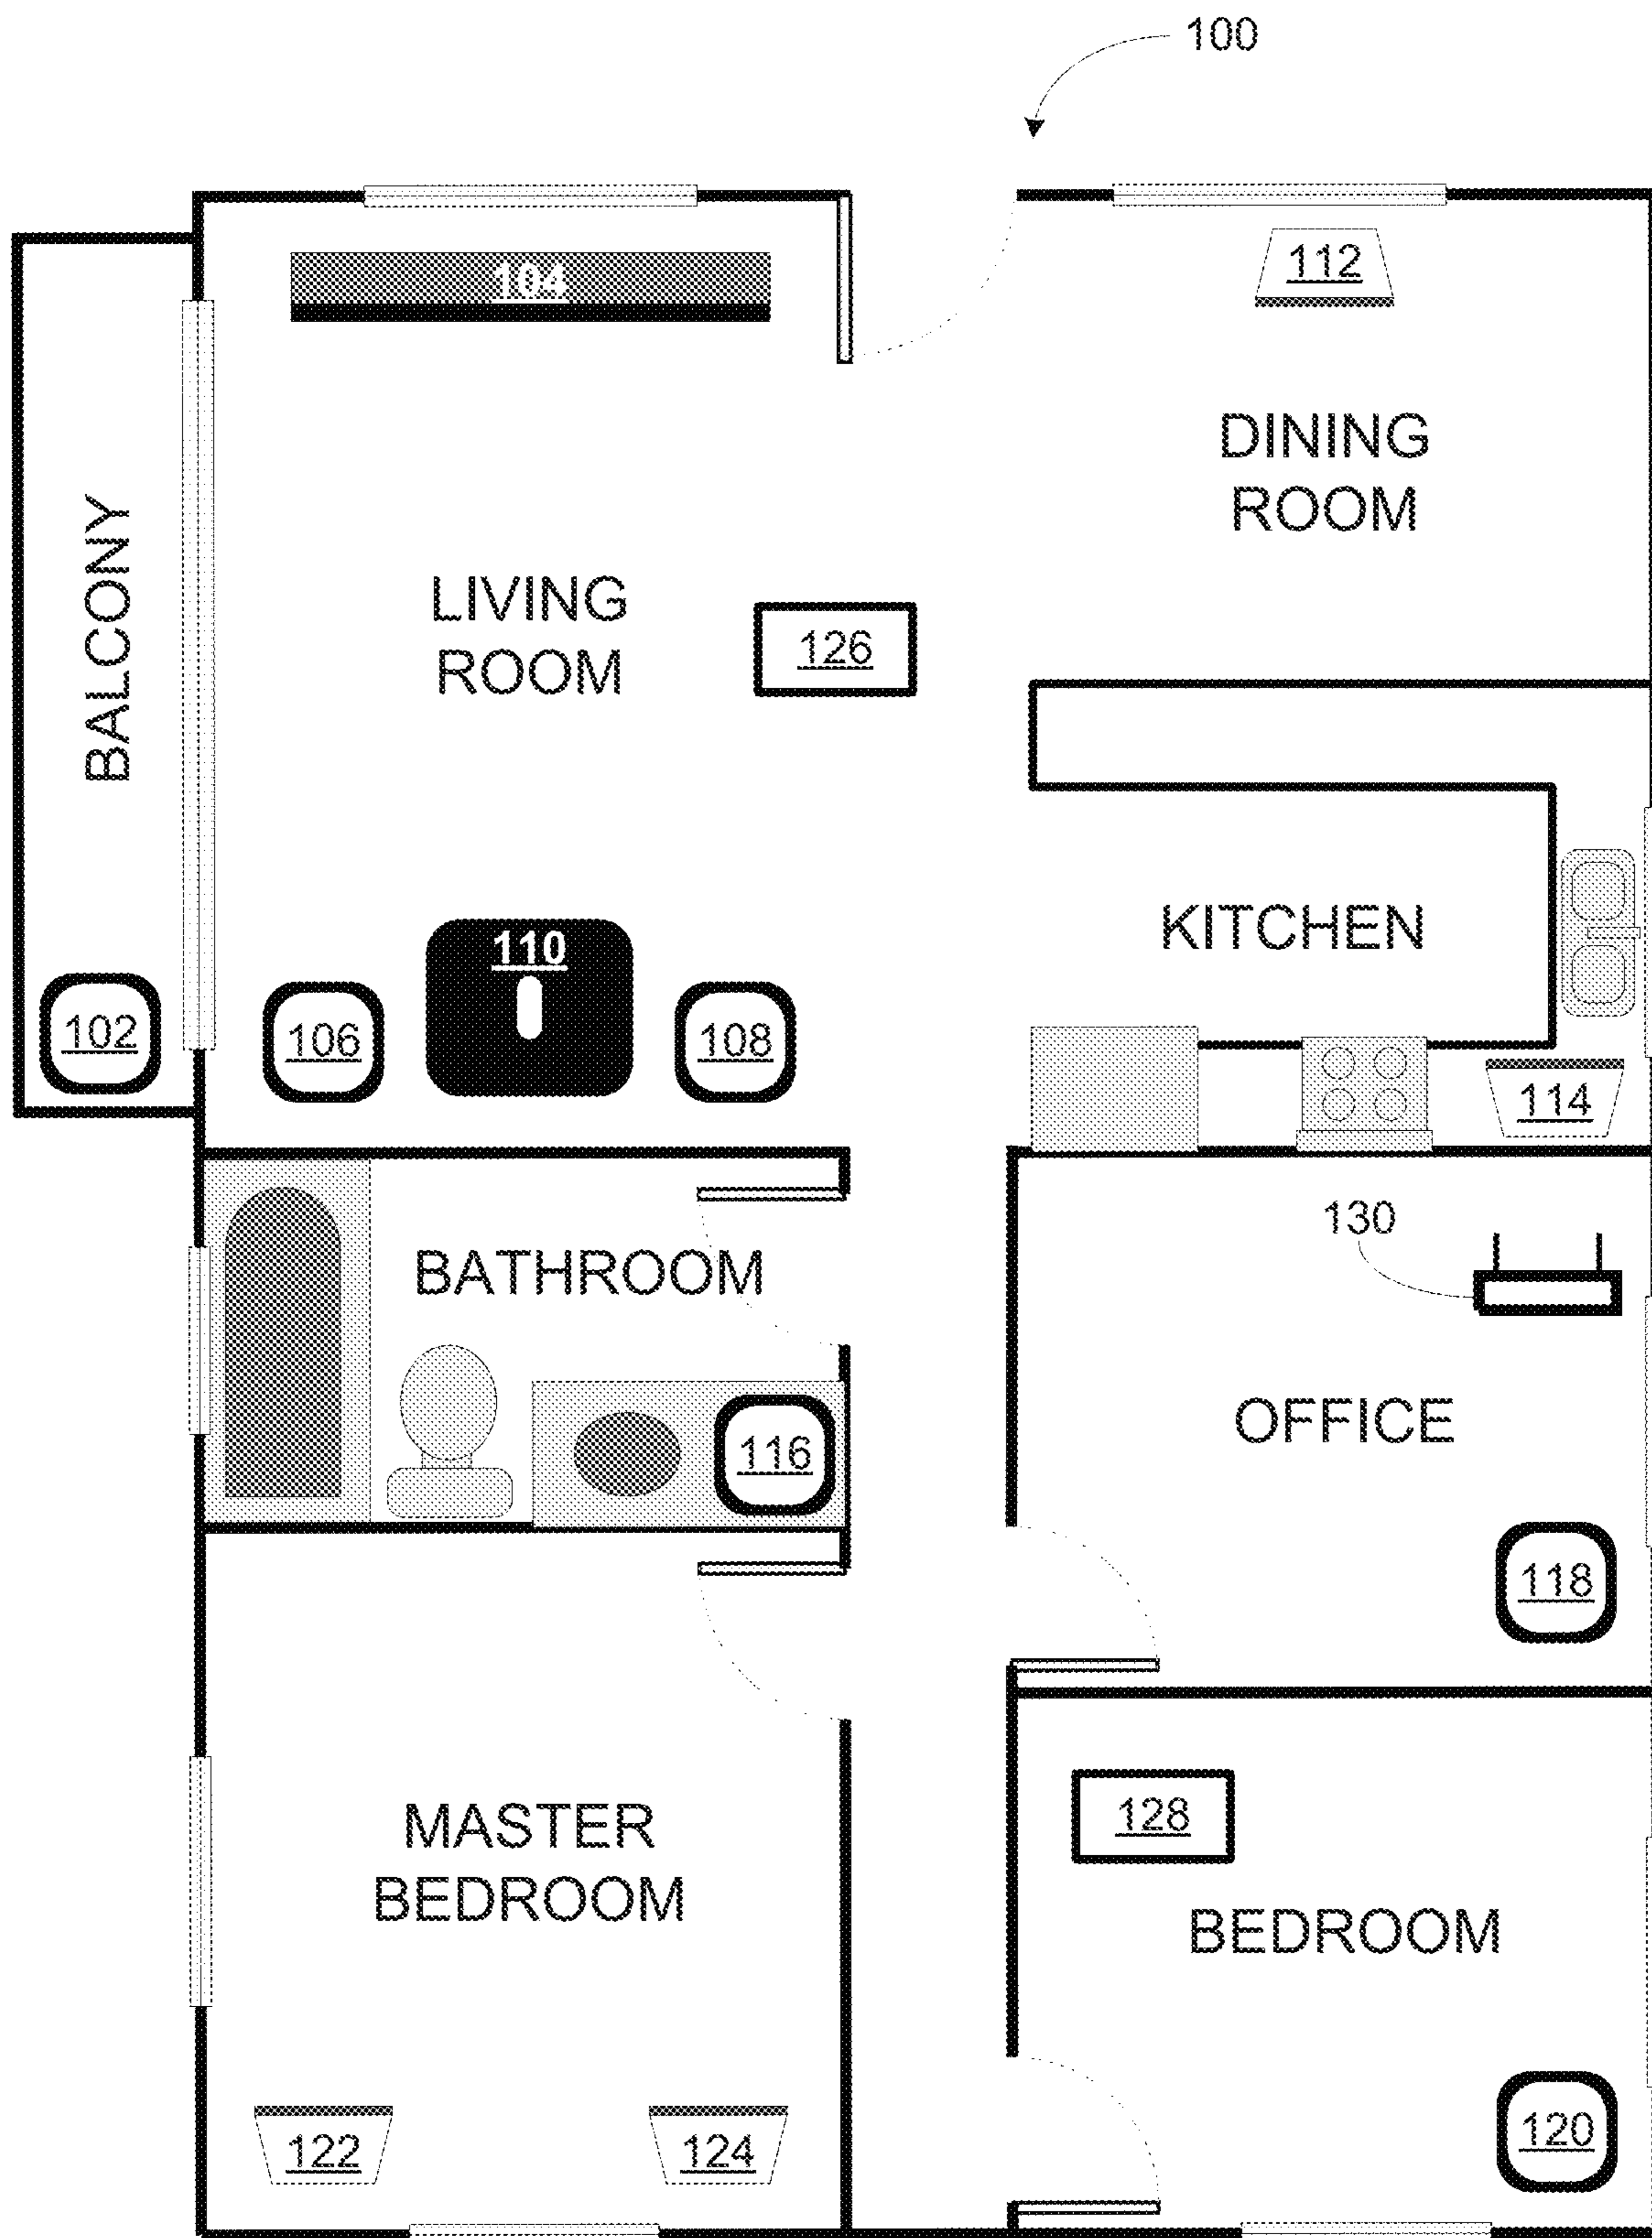 100
104
112
DINING
ROOM
BALCONY
LIVING
ROOM
126
KITCHEN
110
102
106
108
114
130
BATHROOM
OFFICE
116
118
MASTER
BEDROOM
128
BEDROOM
122
124
120